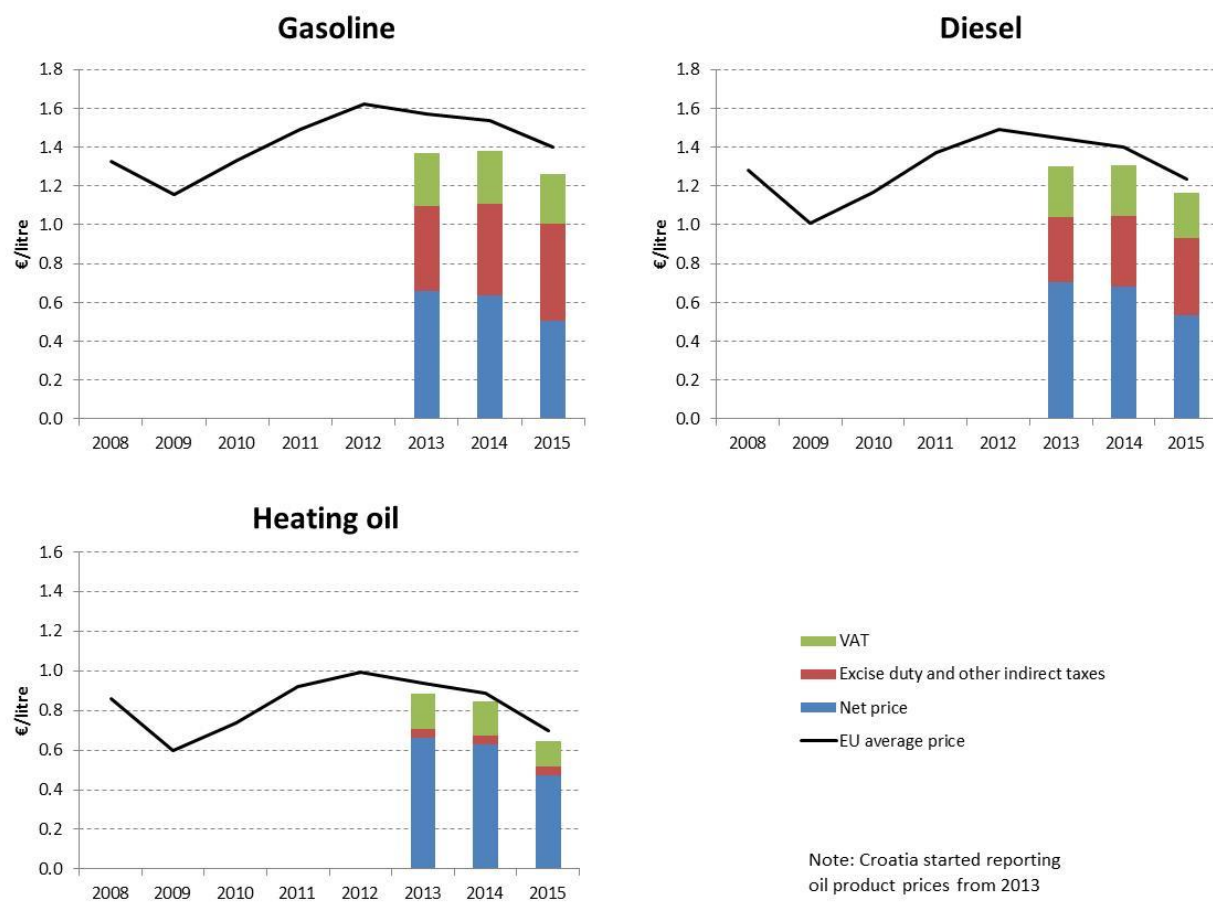 Gasoline
€/litre
1.8
1.6
1.4
1.2
1.0
0.8
0.6
0.4
0.2
0.0
2008 2009 2010 2011 2012 2013 2014 2015
Diesel
€/litre
1.8
1.6
1.4
1.2
1.0
0.8
0.6
0.4
0.2
0.0
2008 2009 2010 2011 2012 2013 2014 2015
Heating oil
€/litre
1.6
1.4
1.2
1.0
0.8
0.6
0.4
0.2
0.0
2008 2009 2010 2011 2012 2013 2014 2015
VAT
Excise duty and other indirect taxes
Net price
EU average price
Note: Croatia started reporting
oil product prices from 2013